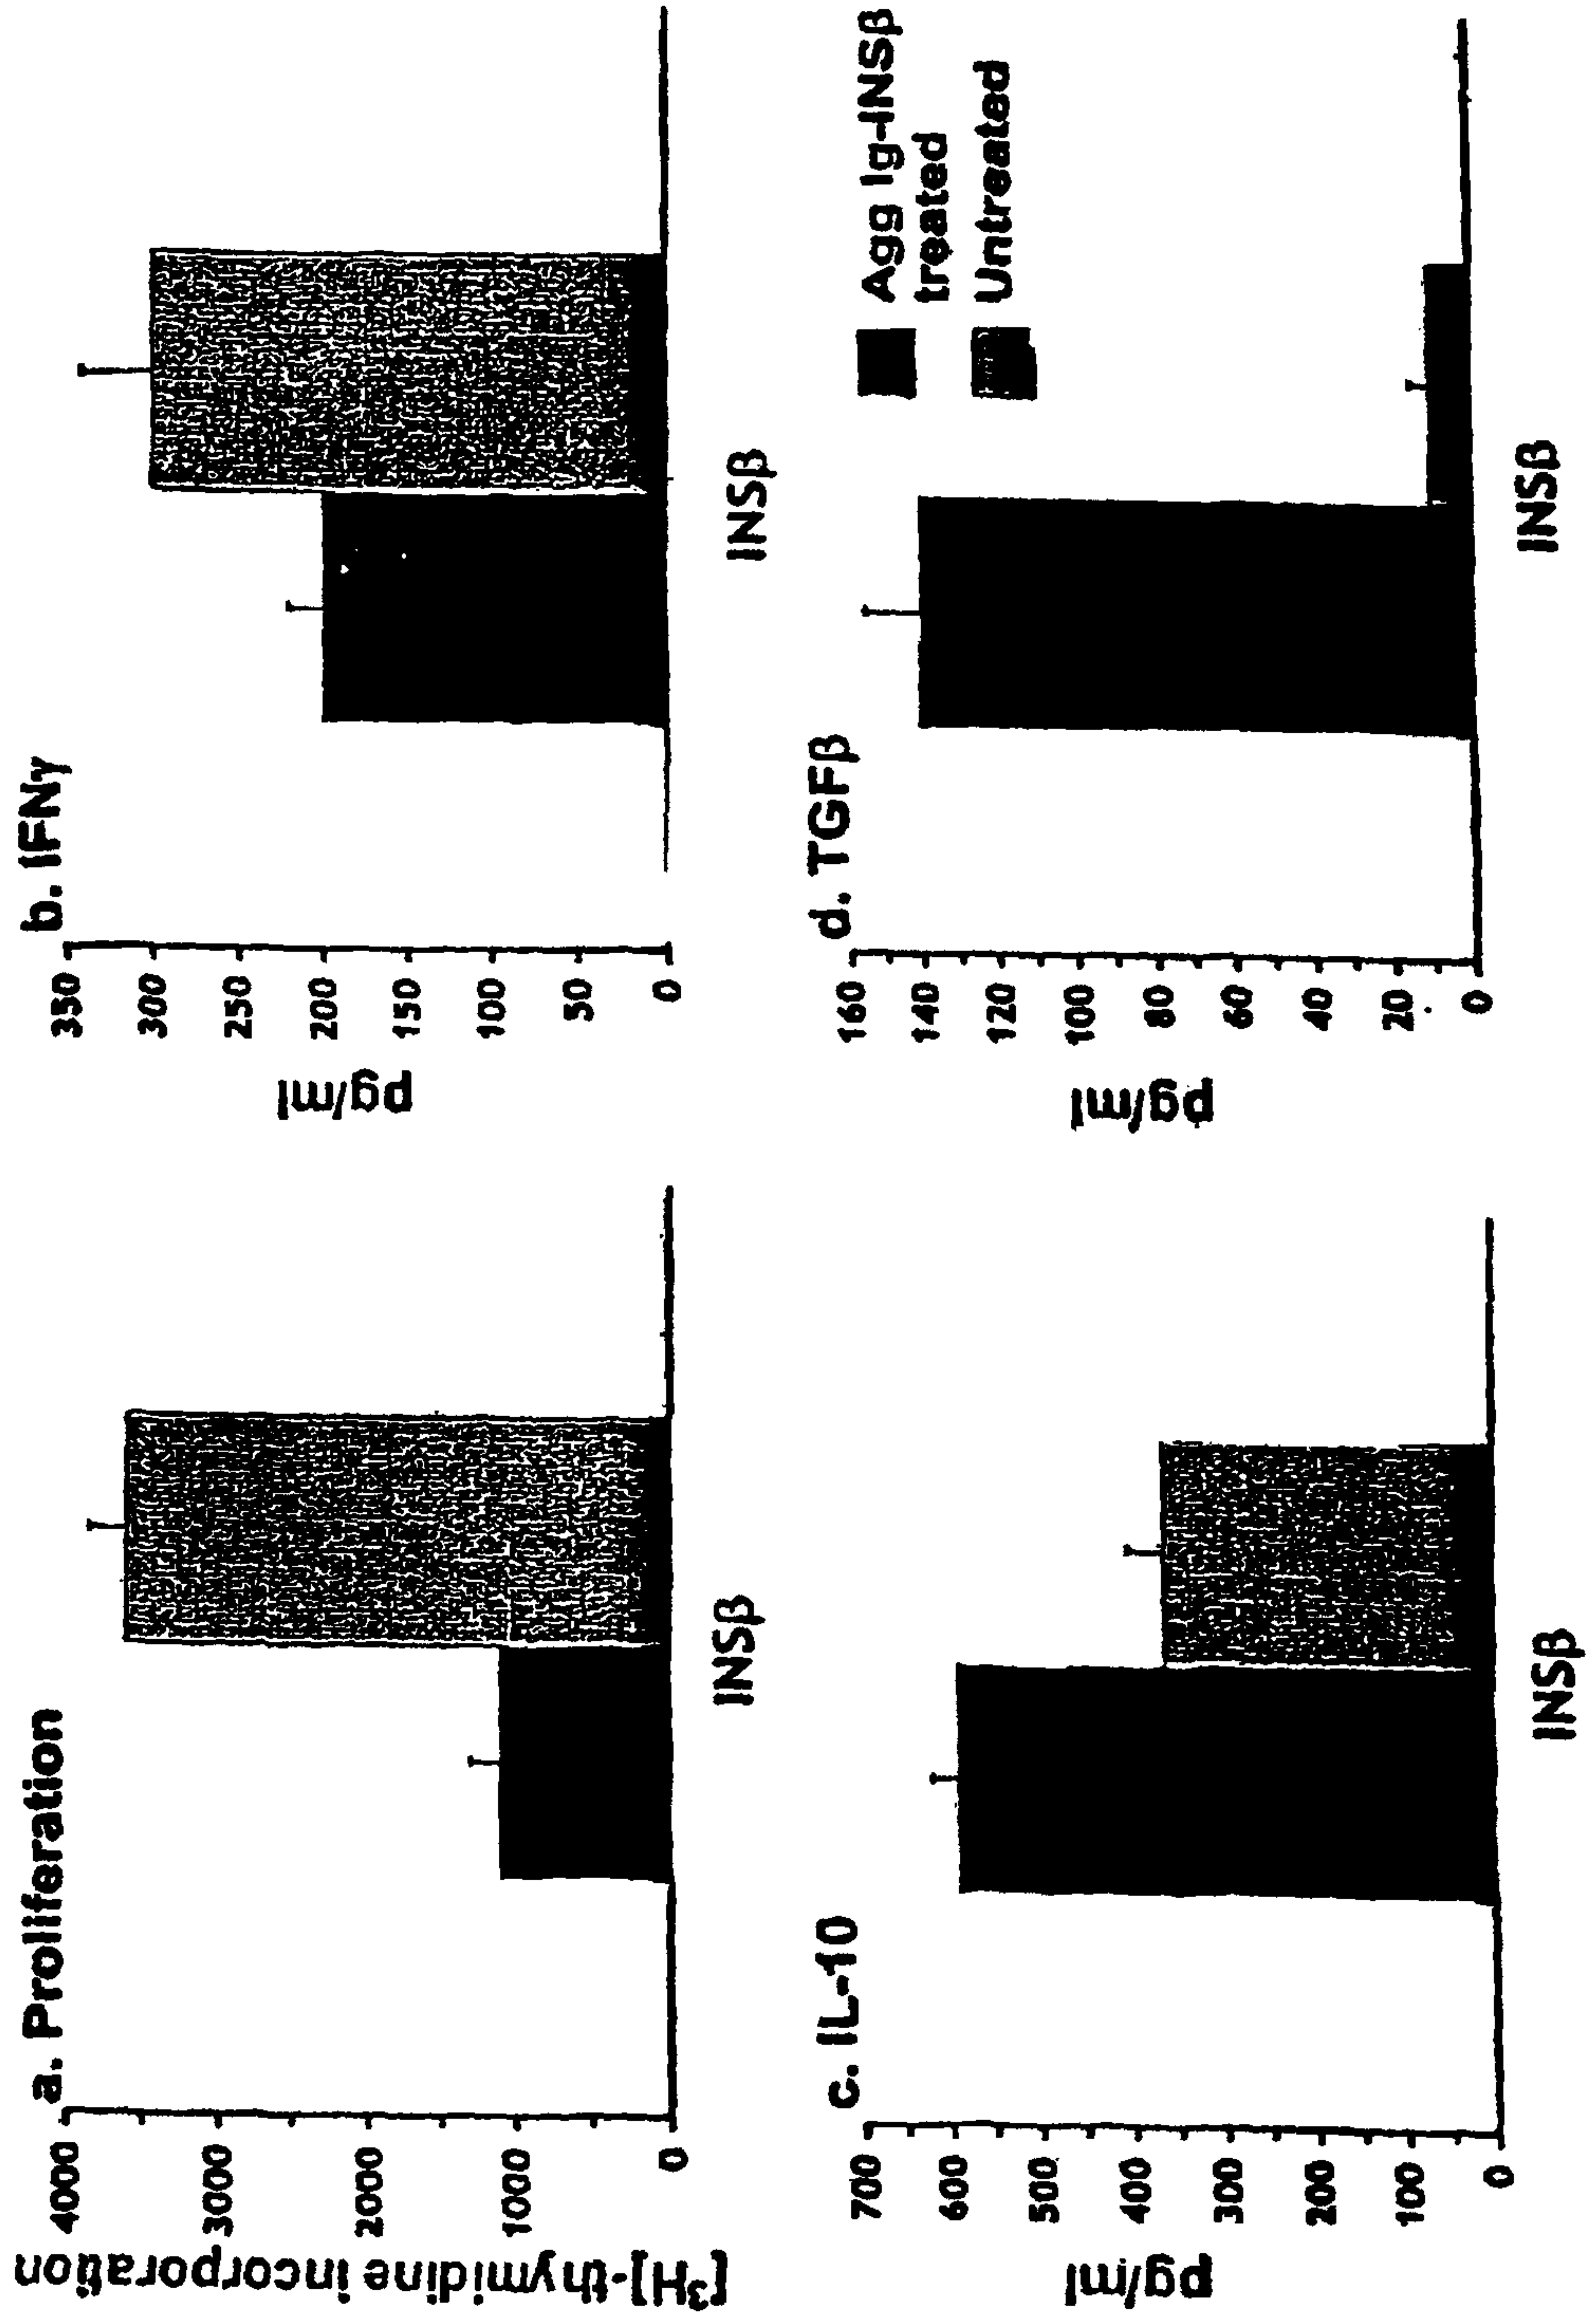 a. Proliferation
[³H]-thymidine incorporation
4000
3000
2000
1000
0
INSβ
b. IFNγ
pg/ml
350
300
250
200
150
100
50
0
INSβ
c. IL-10
pg/ml
700
600
500
400
300
200
100
0
INSβ
d. TGFβ
pg/ml
160
140
120
100
80
60
40
20
0
INSβ
Agg Ig-INSβ
treated
Untreated